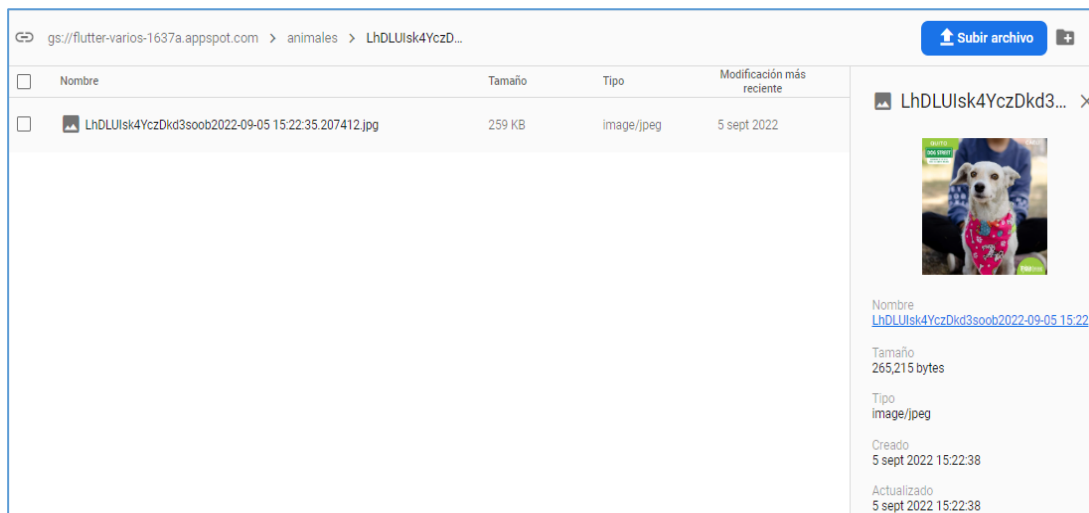 gs://flutter-varios-1637a.appspot.com > animales > LhDLUIsk4YczD...
Subir archivo
Nombre Tamaño Tipo Modificación más reciente
LhDLUIsk4YczDkd3soob2022-09-05 15:22:35.207412.jpg 259 KB image/jpeg 5 sept 2022
LhDLUIsk4YczDkd3...
QUITO
DOG STREET
Nombre
LhDLUIsk4YczDkd3soob2022-09-05 15:22
Tamaño
265,215 bytes
Tipo
image/jpeg
Creado
5 sept 2022 15:22:38
Actualizado
5 sept 2022 15:22:38